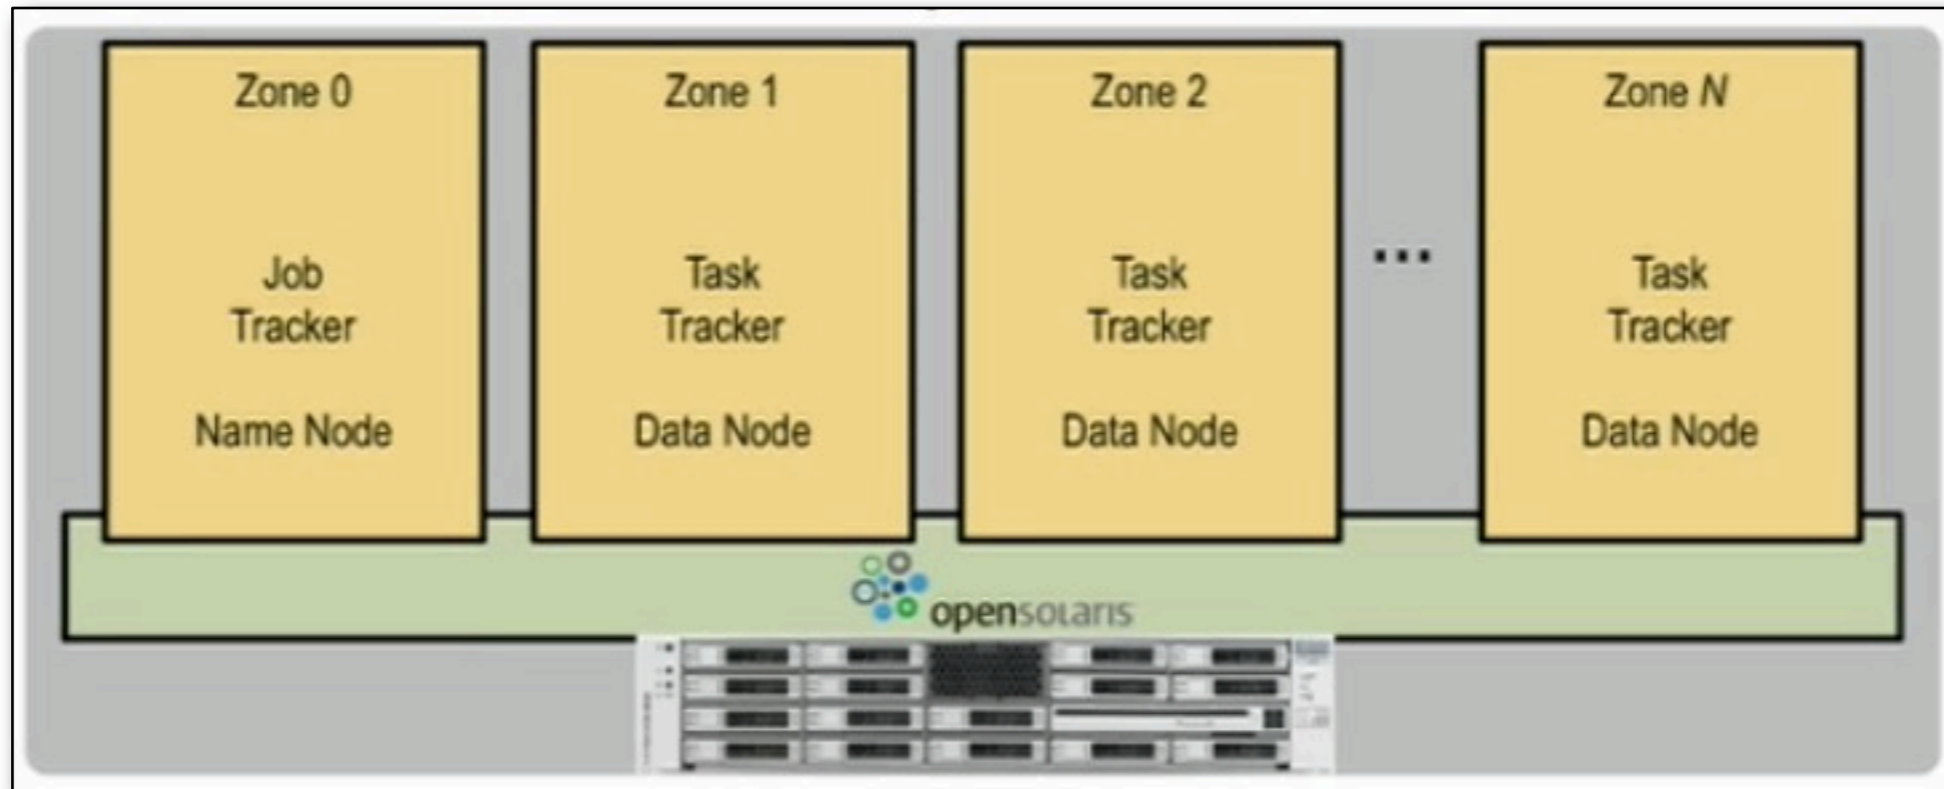 Zone 0
Job
Tracker
Name Node
Zone 1
Task
Tracker
Data Node
Zone 2
Task
Tracker
Data Node
...
Zone N
Task
Tracker
Data Node
opensolaris